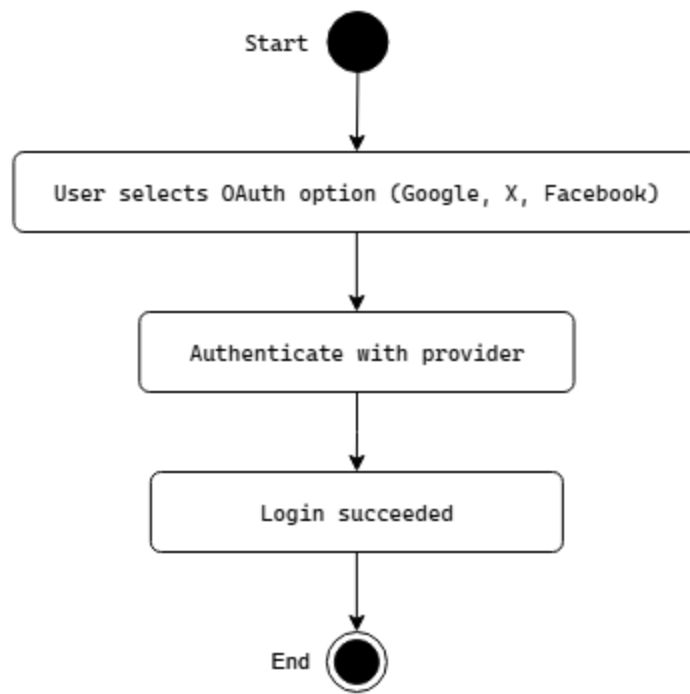 Start
User selects OAuth option (Google, X, Facebook)
Authenticate with provider
Login succeeded
End